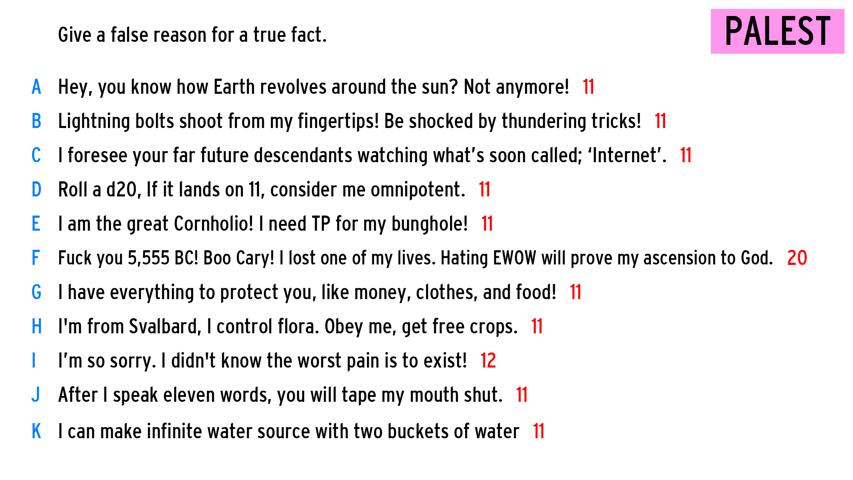 Give a false reason for a true fact.
PALEST
A Hey, you know how Earth revolves around the sun? Not anymore! 11
B Lightning bolts shoot from my fingertips! Be shocked by thundering tricks! 11
C I foresee your far future descendants watching what’s soon called; ‘Internet’. 11
D Roll a d20, If it lands on 11, consider me omnipotent. 11
E I am the great Cornholio! I need TP for my bunghole! 11
F Fuck you 5,555 BC! Boo Cary! I lost one of my lives. Hating EWOW will prove my ascension to God. 20
G I have everything to protect you, like money, clothes, and food! 11
H I'm from Svalbard, I control flora. Obey me, get free crops. 11
I I’m so sorry. I didn't know the worst pain is to exist! 12
J After I speak eleven words, you will tape my mouth shut. 11
K I can make infinite water source with two buckets of water 11